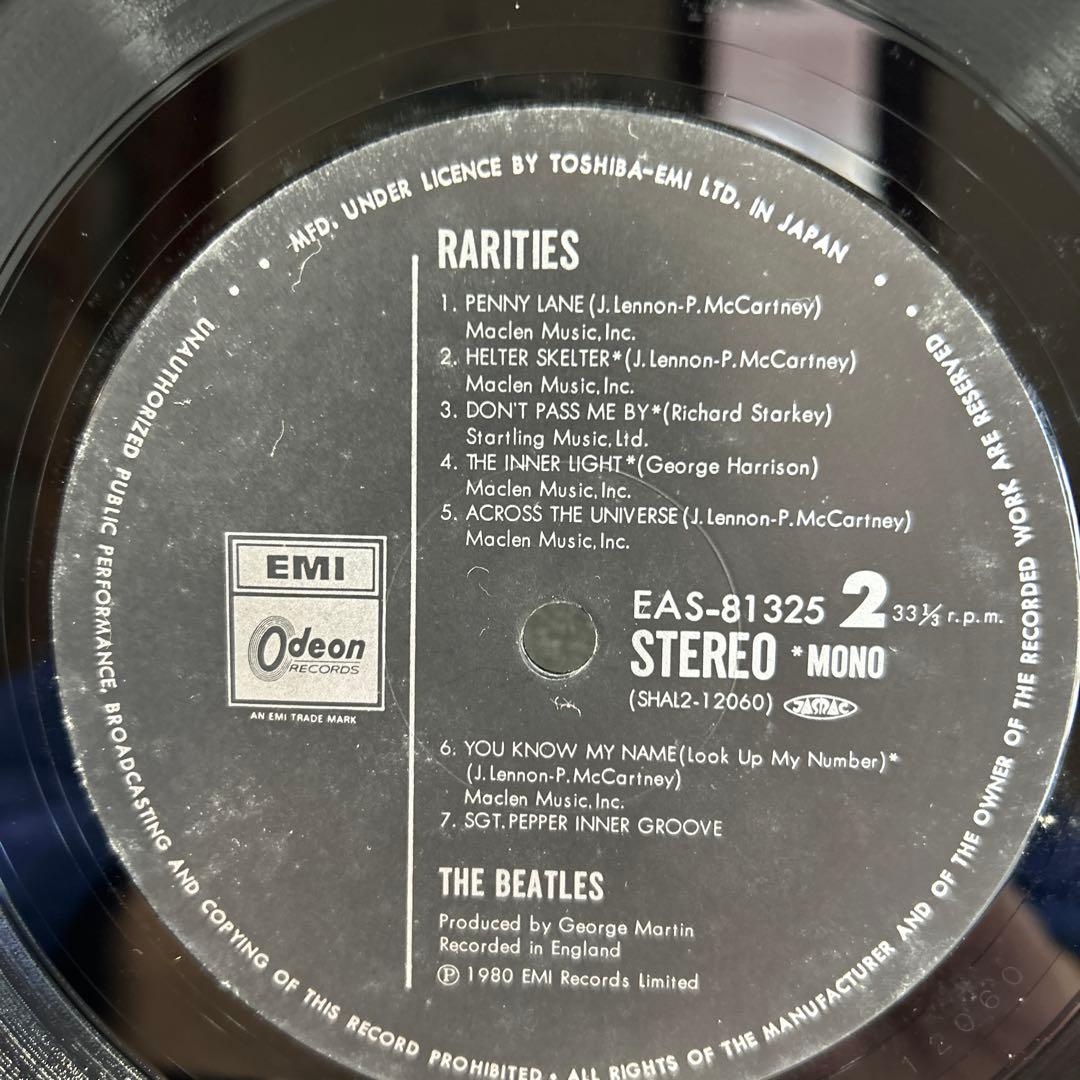 MFD. UNDER LICENCE BY TOSHIBA-EMI LTD. IN JAPAN
RARITIES
1. PENNY LANE (J. Lennon-P. McCartney)
Maclen Music, Inc.
2. HELTER SKELTER* (J. Lennon-P. McCartney)
Maclen Music, Inc.
3. DON'T PASS ME BY* (Richard Starkey)
Startling Music, Ltd.
4. THE INNER LIGHT* (George Harrison)
Maclen Music, Inc.
5. ACROSS THE UNIVERSE (J. Lennon-P. McCartney)
Maclen Music, Inc.
EMI
Odeon
RECORDS
AN EMI TRADE MARK
EAS-81325 2 33⅓ r.p.m.
STEREO *MONO
(SHAL2-12060) JASRAC
6. YOU KNOW MY NAME (Look Up My Number)*
(J. Lennon-P. McCartney)
Maclen Music, Inc.
7. SGT. PEPPER INNER GROOVE
THE BEATLES
Produced by George Martin
Recorded in England
Ⓟ 1980 EMI Records Limited
UNAUTHORIZED PUBLIC PERFORMANCE, BROADCASTING AND COPYING OF THIS RECORD PROHIBITED • ALL RIGHTS OF THE MANUFACTURER AND OF THE OWNER OF THE RECORDED WORK ARE RESERVED
12060